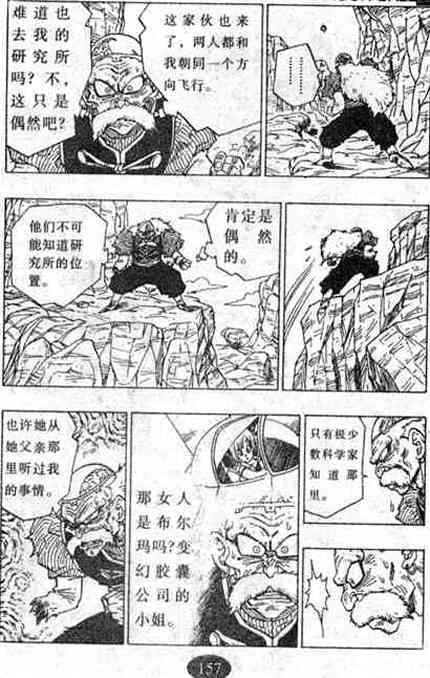 …………
这家伙也来
了，两人都和
我朝同一个方
向飞行。
难道也
去我的
研究所
吗？不，
这只是
偶然吧？
肯定是
偶然
的。
他们不可
能知道研
究所的位
置。
只有极少
数科学家
知道那
里。
那女人
是布尔
玛吗？变
幻胶囊
公司的
小姐。
也许她从
她父亲那
里听过我
的事情。
157